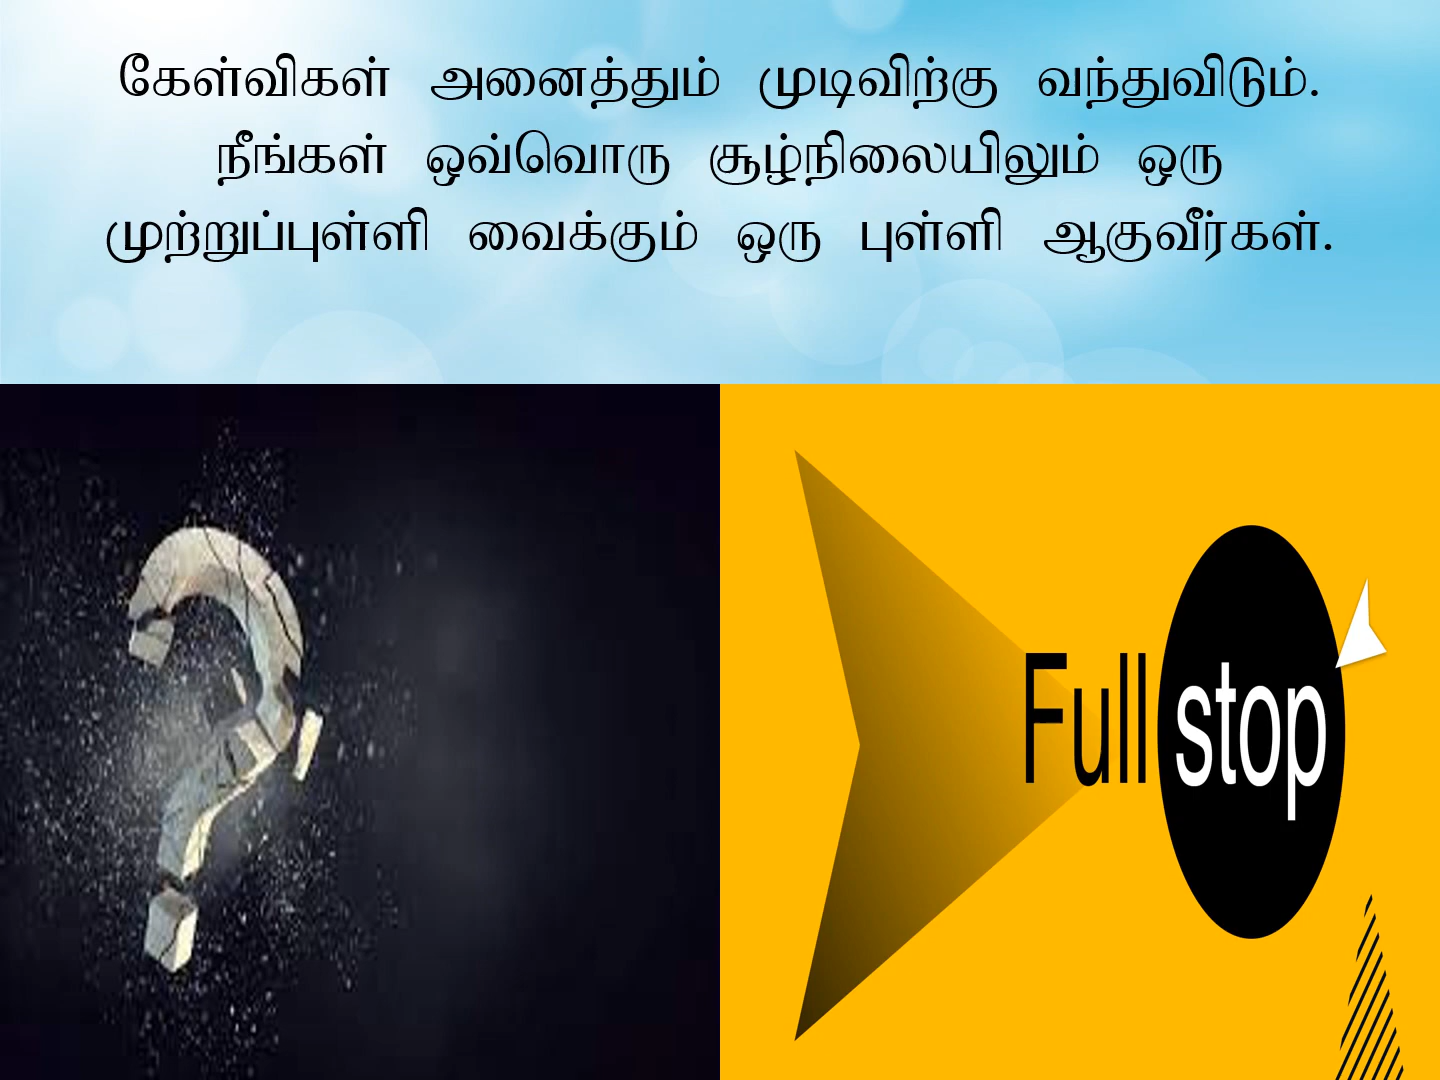 கேள்விகள் அனைத்தும் முடிவிற்கு வந்துவிடும்.
நீங்கள் ஒவ்வொரு சூழ்நிலையிலும் ஒரு
முற்றுப்புள்ளி வைக்கும் ஒரு புள்ளி ஆகுவீர்கள்.
Full stop